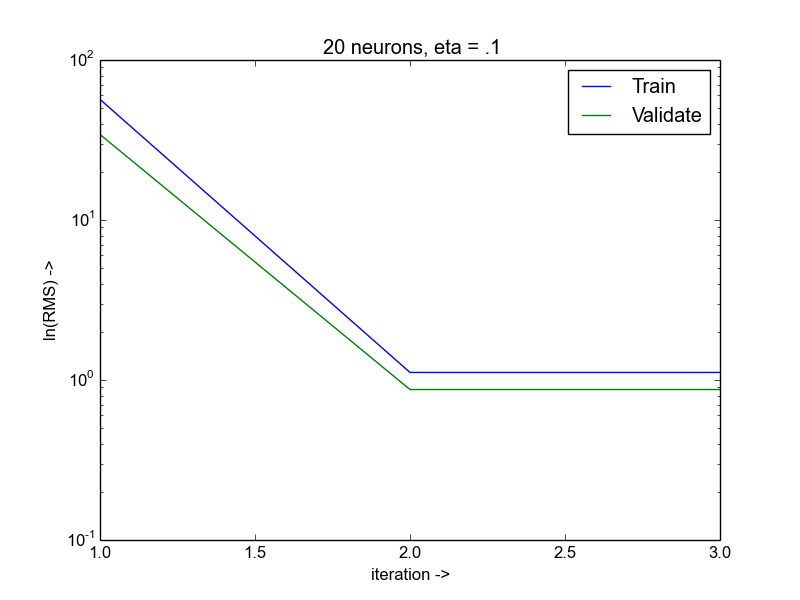 20 neurons, eta = .1
Train
Validate
10^2
10^1
10^0
10^-1
ln(RMS) ->
1.0 1.5 2.0 2.5 3.0
iteration ->